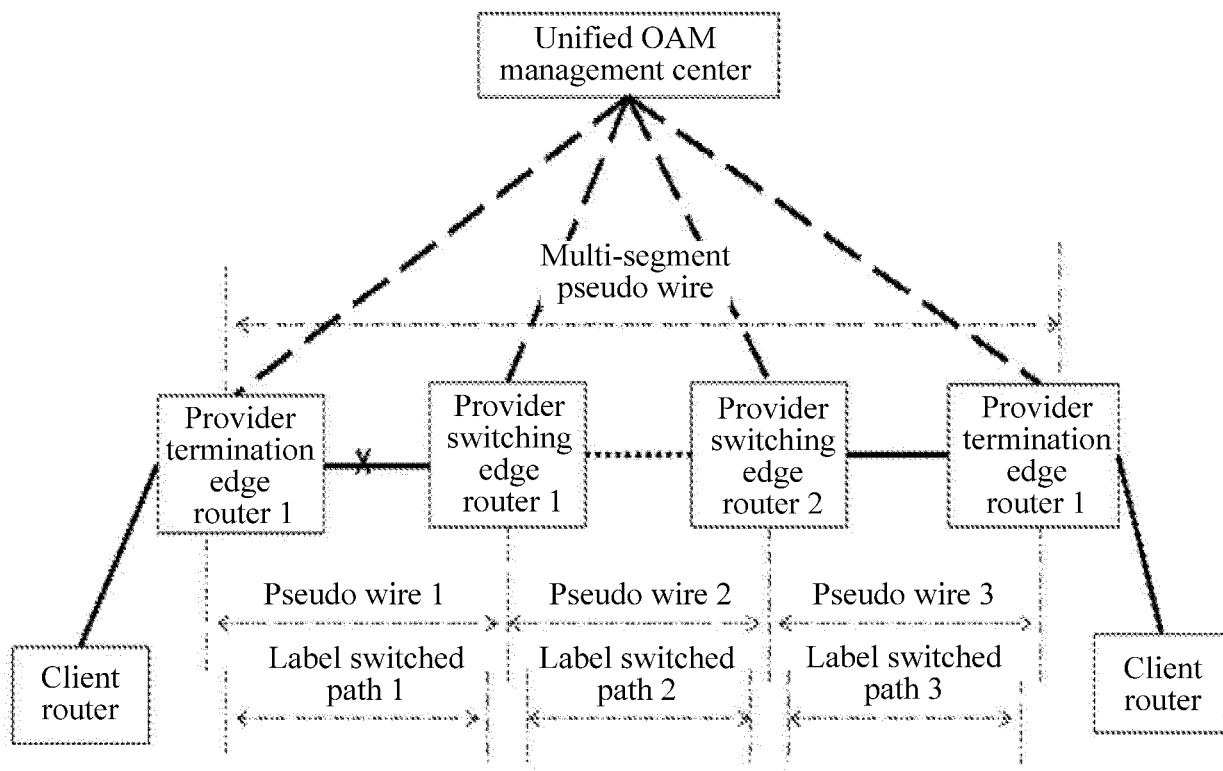 Unified OAM
management center
Multi-segment
pseudo wire
Provider
termination
edge
router 1
Provider
switching
edge
router 1
Provider
switching
edge
router 2
Provider
termination
edge
router 1
Pseudo wire 1
Pseudo wire 2
Pseudo wire 3
Label switched
path 1
Label switched
path 2
Label switched
path 3
Client
router
Client
router